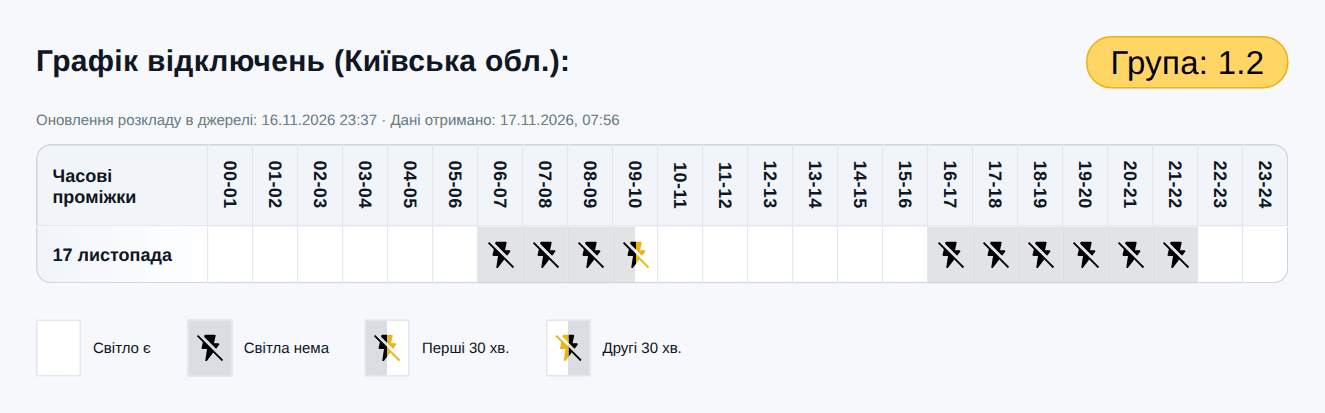 Графік відключень (Київська обл.):
Група: 1.2
Оновлення розкладу в джерелі: 16.11.2026 23:37 · Дані отримано: 17.11.2026, 07:56
Часові
проміжки
00-01
01-02
02-03
03-04
04-05
05-06
06-07
07-08
08-09
09-10
10-11
11-12
12-13
13-14
14-15
15-16
16-17
17-18
18-19
19-20
20-21
21-22
22-23
23-24
17 листопада
Світло є
Світла нема
Перші 30 хв.
Другі 30 хв.